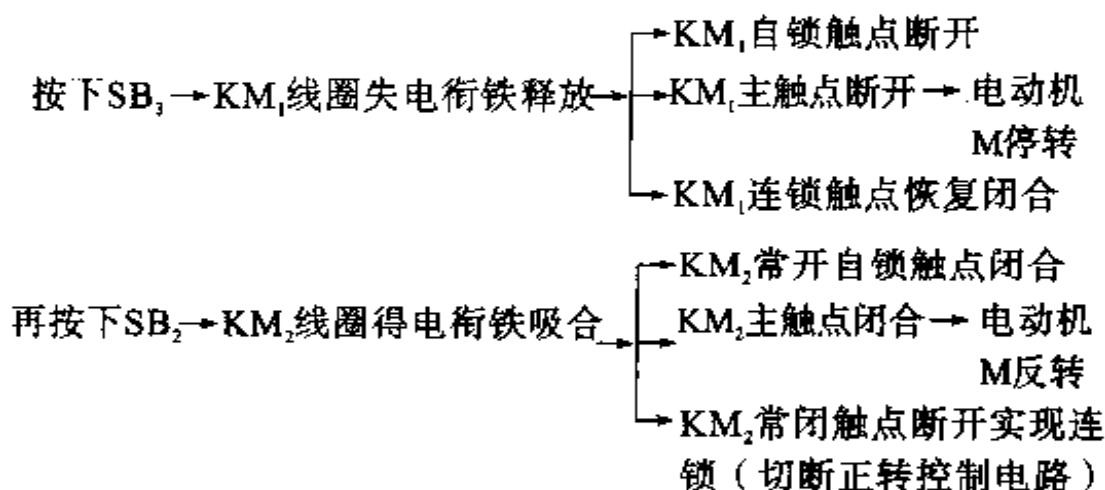 KM₁自锁触点断开
按下SB₃→KM₁线圈失电衔铁释放→KM₁主触点断开→电动机
M停转
KM₁连锁触点恢复闭合
KM₂常开自锁触点闭合
再按下SB₂→KM₂线圈得电衔铁吸合→KM₂主触点闭合→电动机
M反转
KM₂常闭触点断开实现连
锁（切断正转控制电路）